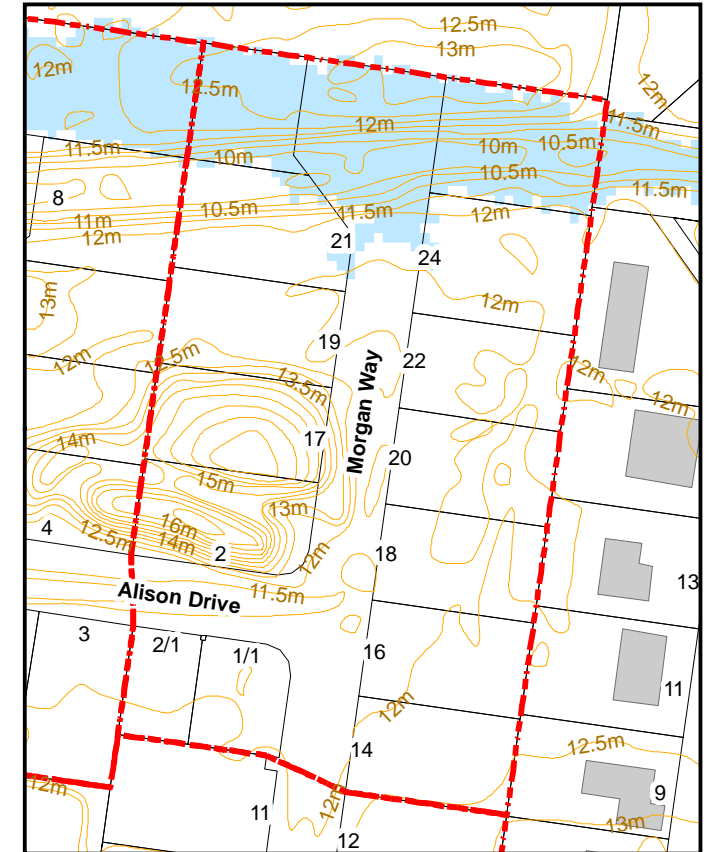 12.5m
13m
12m
12.5m
12m
11.5m
12m
11.5m
10m
10m
10.5m
10.5m
11.5m
8
10.5m
11.5m
12m
11m
12m
21
24
13m
12m
19
22
12m
12.5m
13.5m
12m
12m
Morgan Way
17
14m
15m
20
13m
16m
12.5m
14m
4
2
12m
18
13
Alison Drive
11.5m
3
2/1
1/1
16
11
12m
14
12.5m
12m
11
12m
9
13m
12